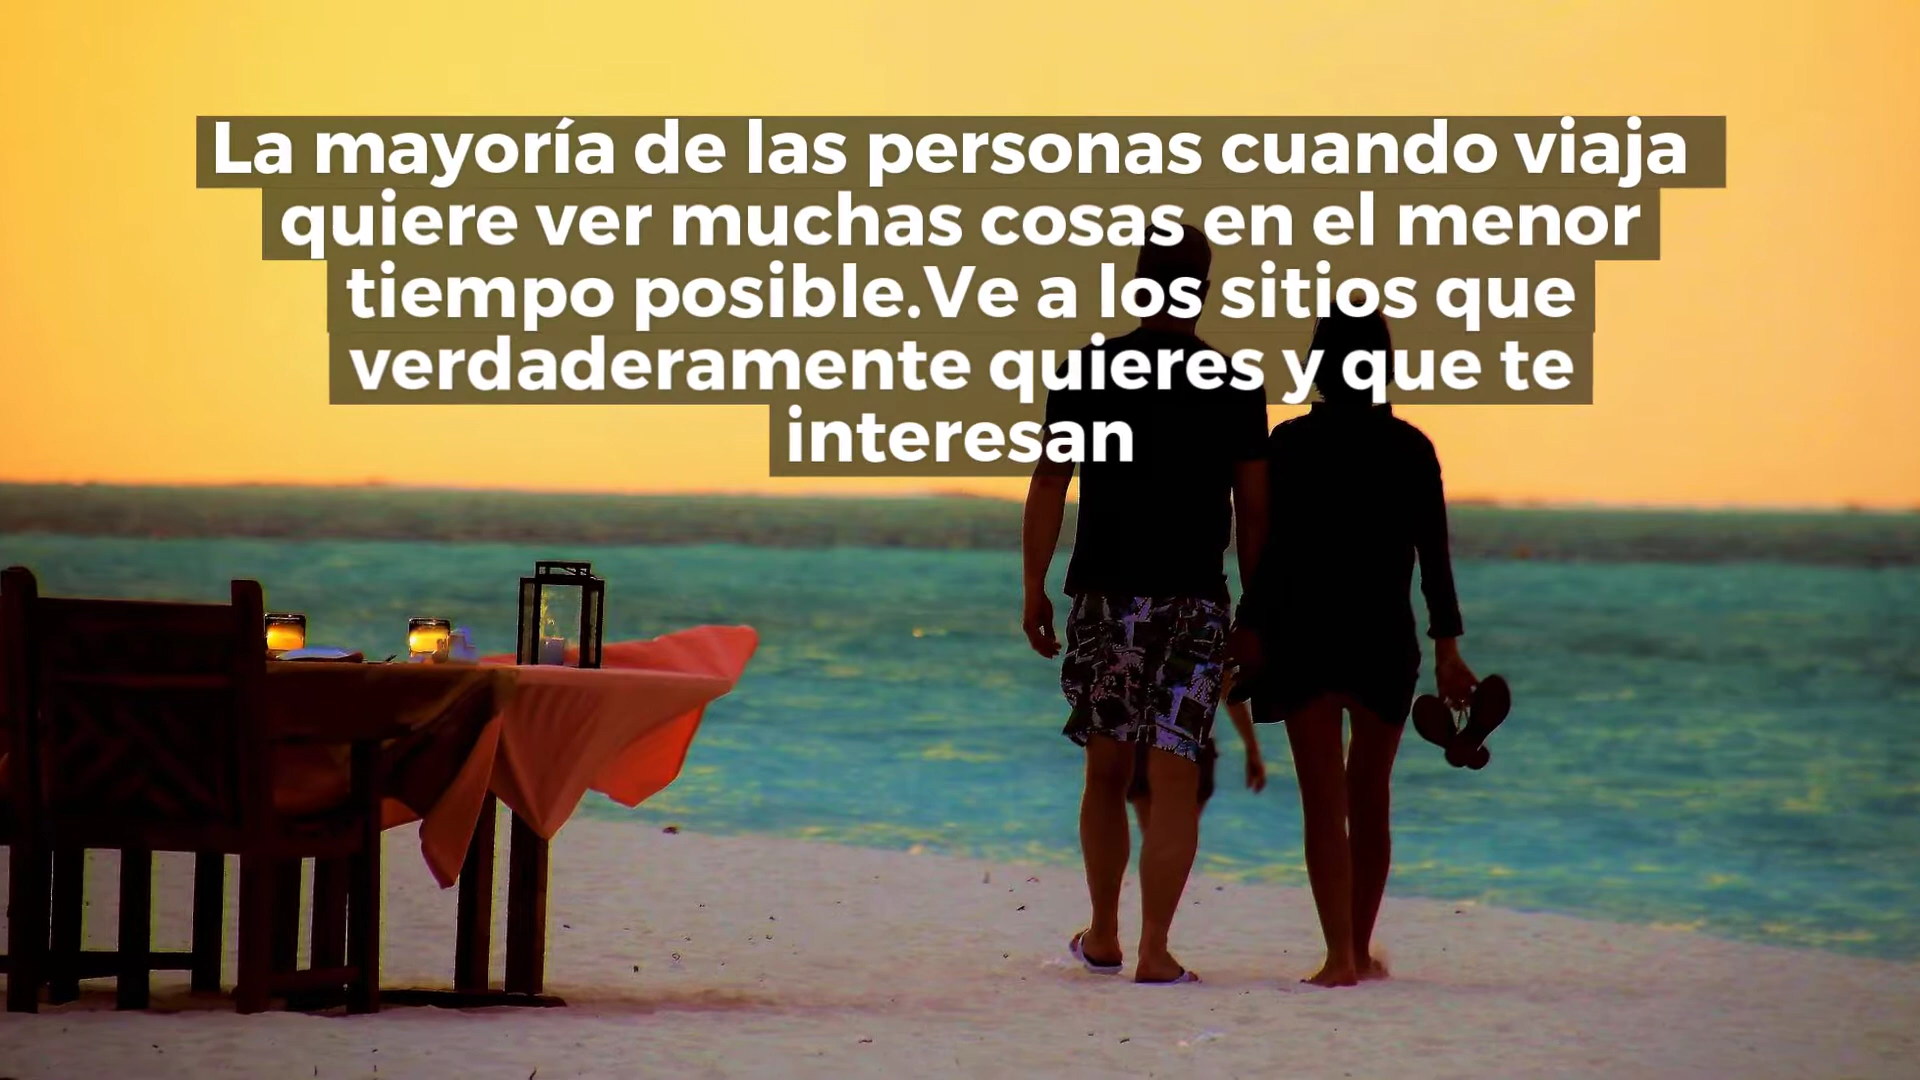 La mayoría de las personas cuando viaja
quiere ver muchas cosas en el menor
tiempo posible.Ve a los sitios que
verdaderamente quieres y que te
interesan